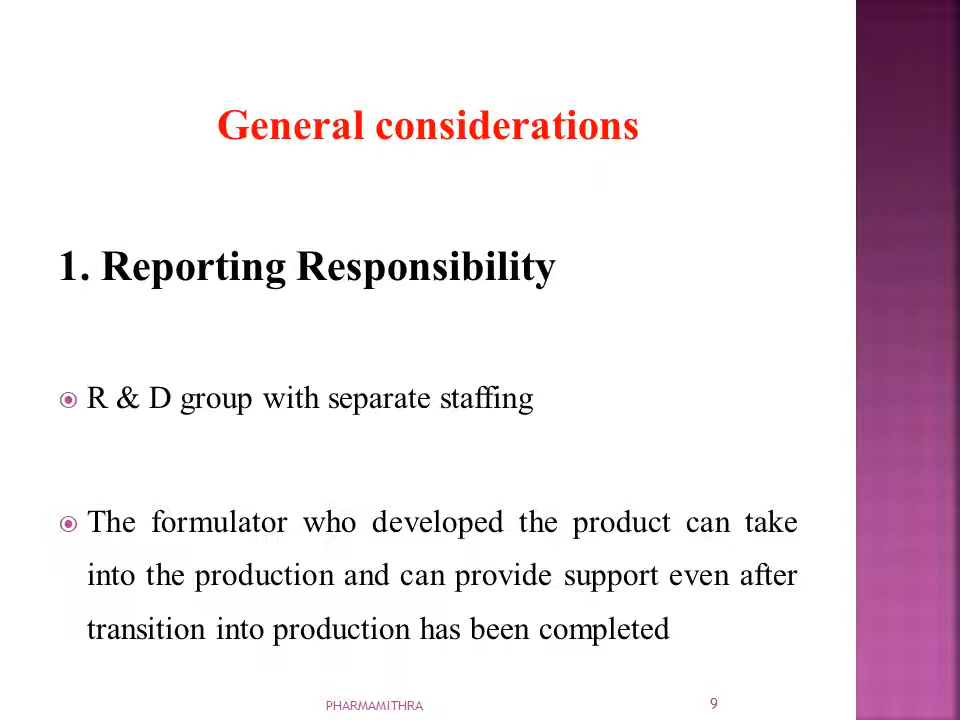 General considerations
1. Reporting Responsibility
R & D group with separate staffing
The formulator who developed the product can take
into the production and can provide support even after
transition into production has been completed
PHARMAMITHRA
9